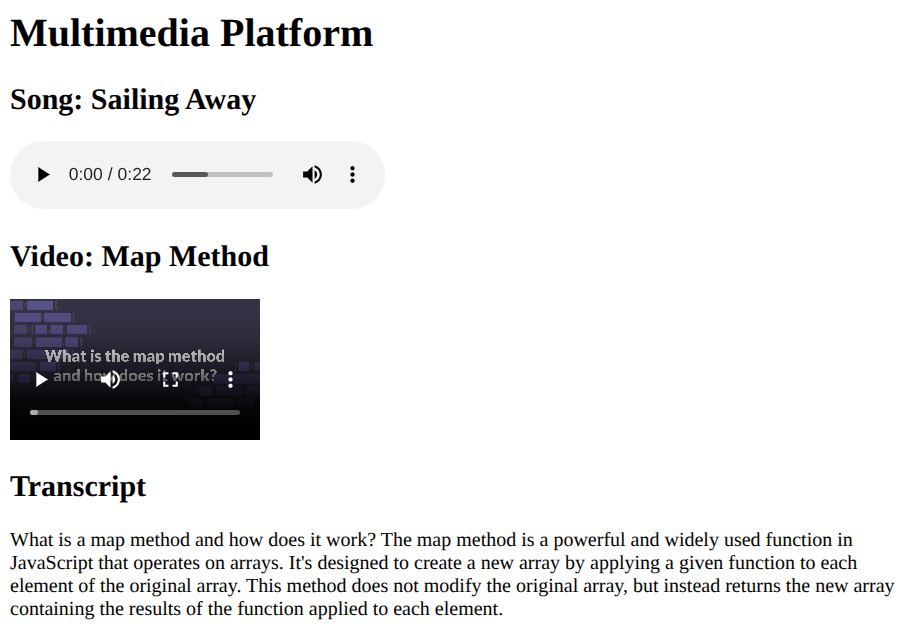 Multimedia Platform
Song: Sailing Away
0:00 / 0:22
Video: Map Method
What is the map method
and how does it work?
Transcript
What is a map method and how does it work? The map method is a powerful and widely used function in
JavaScript that operates on arrays. It's designed to create a new array by applying a given function to each
element of the original array. This method does not modify the original array, but instead returns the new array
containing the results of the function applied to each element.